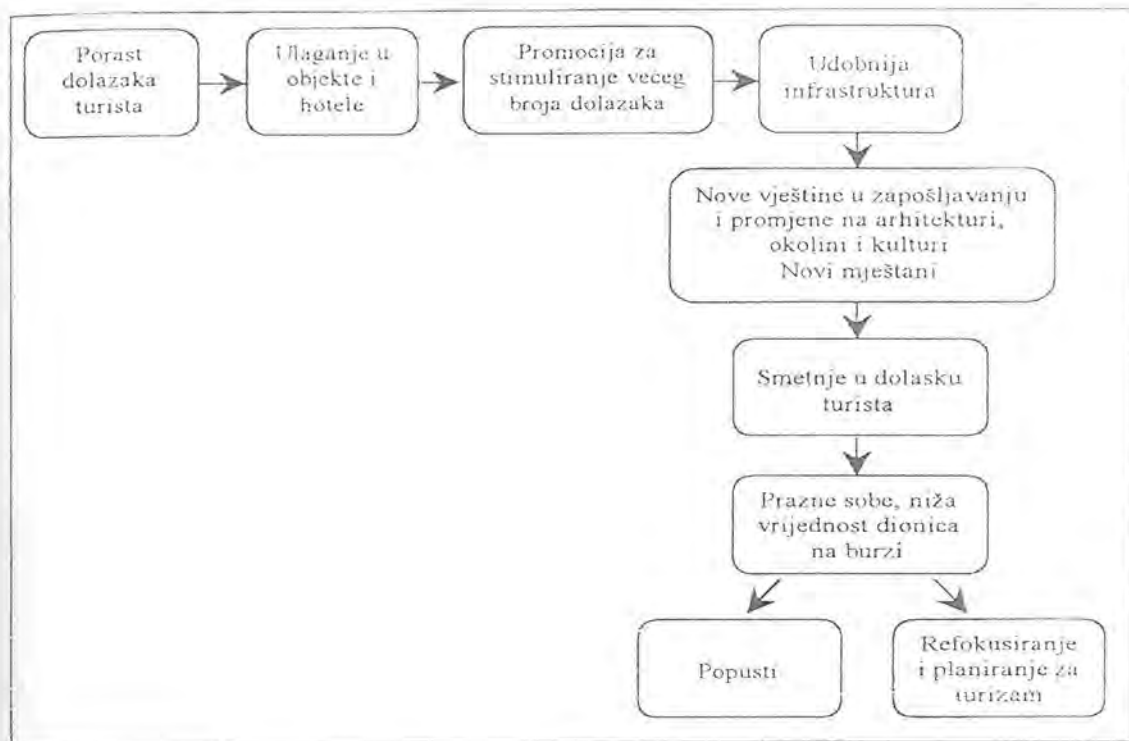 Porast
dolazaka
turista
Ulaganje u
objekte i
hotele
Promocija za
stimuliranje većeg
broja dolazaka
Udobnija
infrastruktura
Nove vještine u zapošljavanju
i promjene na arhitekturi,
okolini i kulturi
Novi mještani
Smetnje u dolasku
turista
Prazne sobe, niža
vrijednost dionica
na burzi
Popusti
Refokusiranje
i planiranje za
turizam